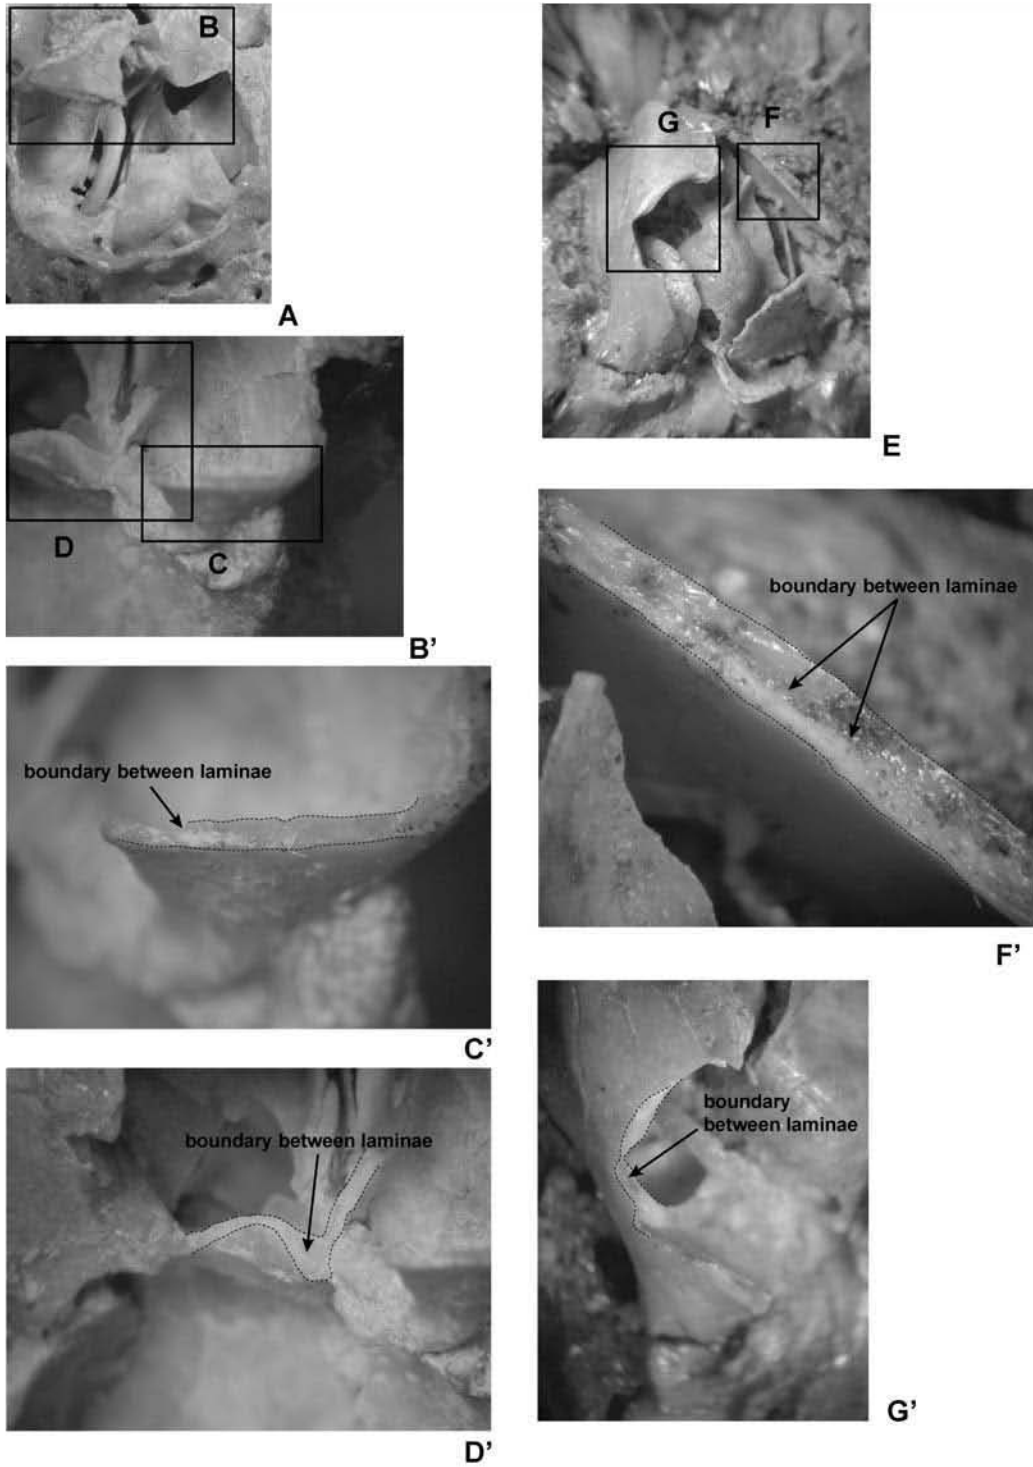 B
A
D
C
B'
boundary between laminae
C'
boundary between laminae
D'
G
F
E
boundary between laminae
F'
boundary
between laminae
G'